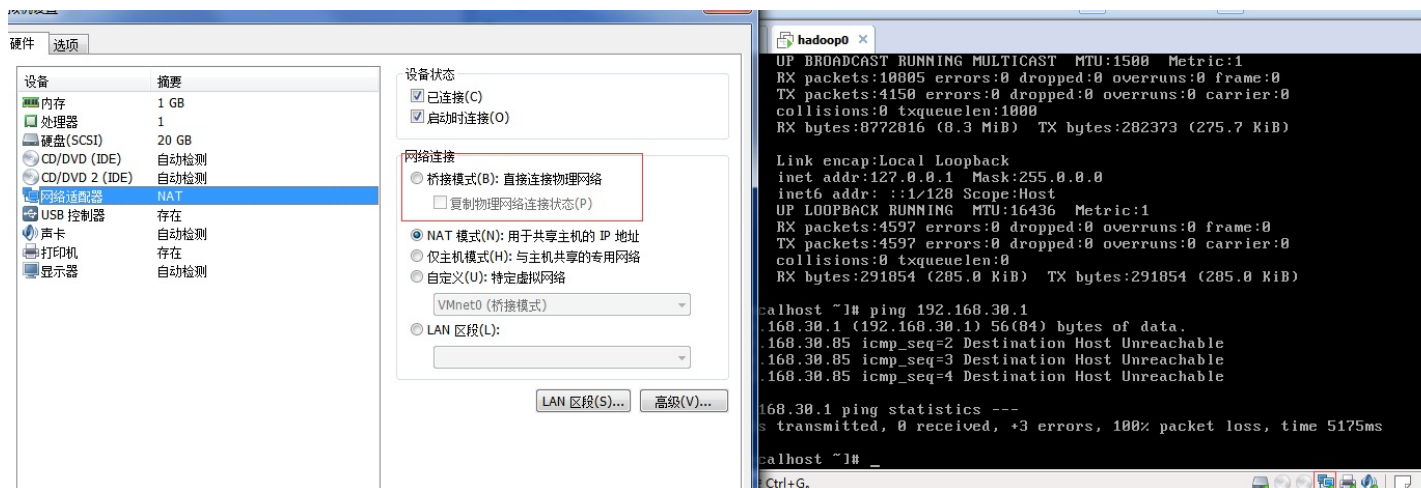 硬件 选项
设备 摘要
内存 1 GB
处理器 1
硬盘(SCSI) 20 GB
CD/DVD (IDE) 自动检测
CD/DVD 2 (IDE) 自动检测
网络适配器 NAT
USB 控制器 存在
声卡 自动检测
打印机 存在
显示器 自动检测
设备状态
已连接(C)
启动时连接(O)
网络连接
桥接模式(B): 直接连接物理网络
复制物理网络连接状态(P)
NAT 模式(N): 用于共享主机的 IP 地址
仅主机模式(H): 与主机共享的专用网络
自定义(U): 特定虚拟网络
VMnet0 (桥接模式)
LAN 区段(L):
LAN 区段(S)... 高级(V)...
hadoop0
UP BROADCAST RUNNING MULTICAST MTU:1500 Metric:1
RX packets:10805 errors:0 dropped:0 overruns:0 frame:0
TX packets:4150 errors:0 dropped:0 overruns:0 carrier:0
collisions:0 txqueuelen:1000
RX bytes:8772816 (8.3 MiB) TX bytes:282373 (275.7 KiB)
Link encap:Local Loopback
inet addr:127.0.0.1 Mask:255.0.0.0
inet6 addr: ::1/128 Scope:Host
UP LOOPBACK RUNNING MTU:16436 Metric:1
RX packets:4597 errors:0 dropped:0 overruns:0 frame:0
TX packets:4597 errors:0 dropped:0 overruns:0 carrier:0
collisions:0 txqueuelen:0
RX bytes:291854 (285.0 KiB) TX bytes:291854 (285.0 KiB)
calhost ~]# ping 192.168.30.1
.168.30.1 (192.168.30.1) 56(84) bytes of data.
.168.30.85 icmp_seq=2 Destination Host Unreachable
.168.30.85 icmp_seq=3 Destination Host Unreachable
.168.30.85 icmp_seq=4 Destination Host Unreachable
168.30.1 ping statistics ---
s transmitted, 0 received, +3 errors, 100% packet loss, time 5175ms
calhost ~]# _
Ctrl+G。